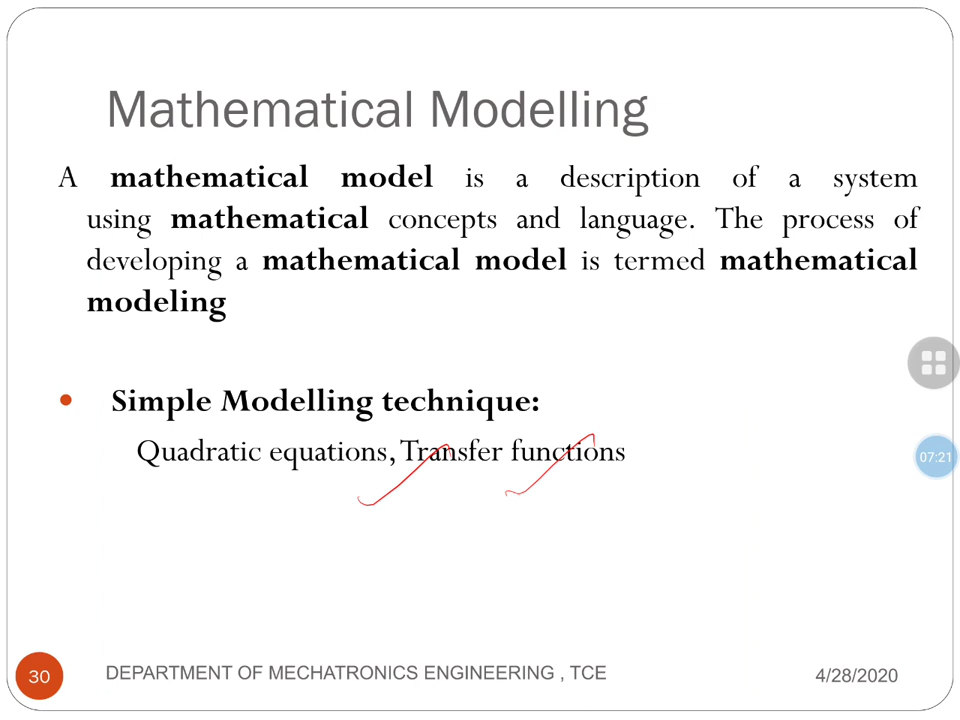 Mathematical Modelling
A mathematical model is a description of a system
using mathematical concepts and language. The process of
developing a mathematical model is termed mathematical
modeling
• Simple Modelling technique:
Quadratic equations, Transfer functions
07:21
30
DEPARTMENT OF MECHATRONICS ENGINEERING , TCE
4/28/2020